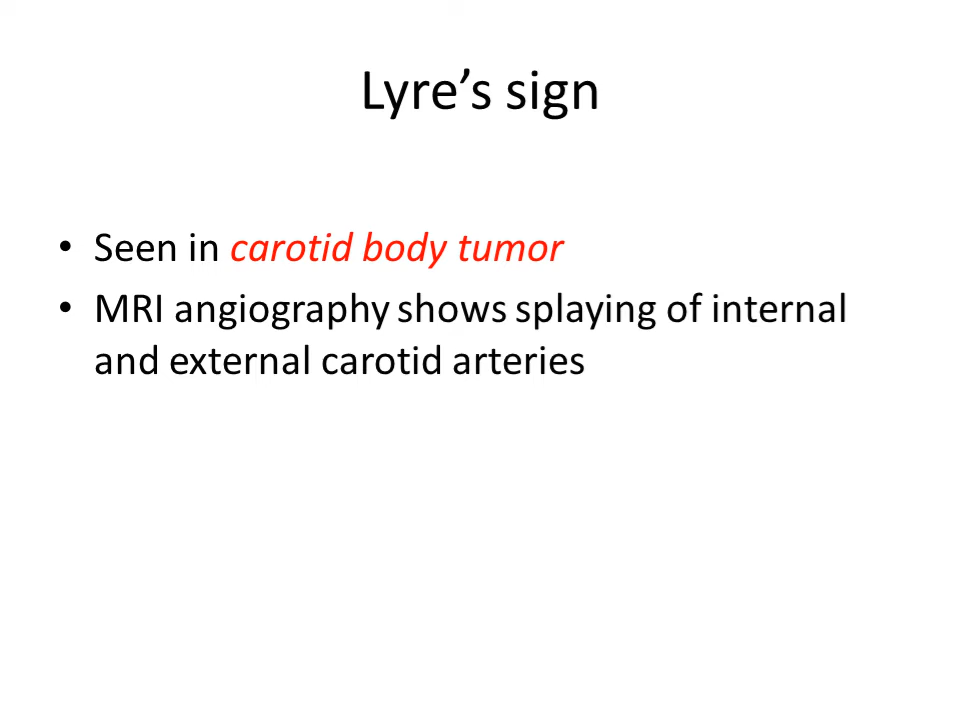 Lyre’s sign
• Seen in carotid body tumor
• MRI angiography shows splaying of internal
and external carotid arteries